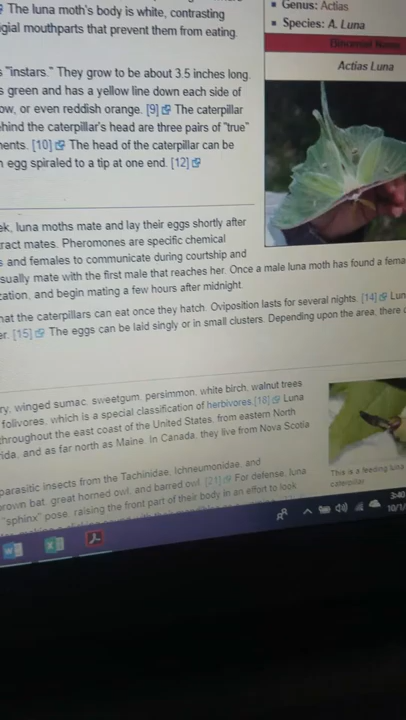 The luna moth's body is white, contrasting
igial mouthparts that prevent them from eating.
"instars." They grow to be about 3.5 inches long.
s green and has a yellow line down each side of
ow, or even reddish orange. [9] The caterpillar
hind the caterpillar's head are three pairs of "true"
nents. [10] The head of the caterpillar can be
n egg spiraled to a tip at one end. [12]
Genus: Actias
Species: A. Luna
Binomial Name
Actias Luna
ek, luna moths mate and lay their eggs shortly after
ract mates. Pheromones are specific chemical
s and females to communicate during courtship and
sually mate with the first male that reaches her. Once a male luna moth has found a fema
ation, and begin mating a few hours after midnight.
hat the caterpillars can eat once they hatch. Oviposition lasts for several nights. [14] Lun
er. [15] The eggs can be laid singly or in small clusters. Depending upon the area, there
ry, winged sumac, sweetgum, persimmon, white birch, walnut trees
folivores, which is a special classification of herbivores.[18] Luna
throughout the east coast of the United States, from eastern North
rida, and as far north as Maine. In Canada, they live from Nova Scotia
parasitic insects from the Tachinidae, Ichneumonidae, and
rown bat, great horned owl, and barred owl. [21] For defense, luna
"sphinx" pose, raising the front part of their body in an effort to look
This is a feeding luna
caterpillar
3:40
10/1/